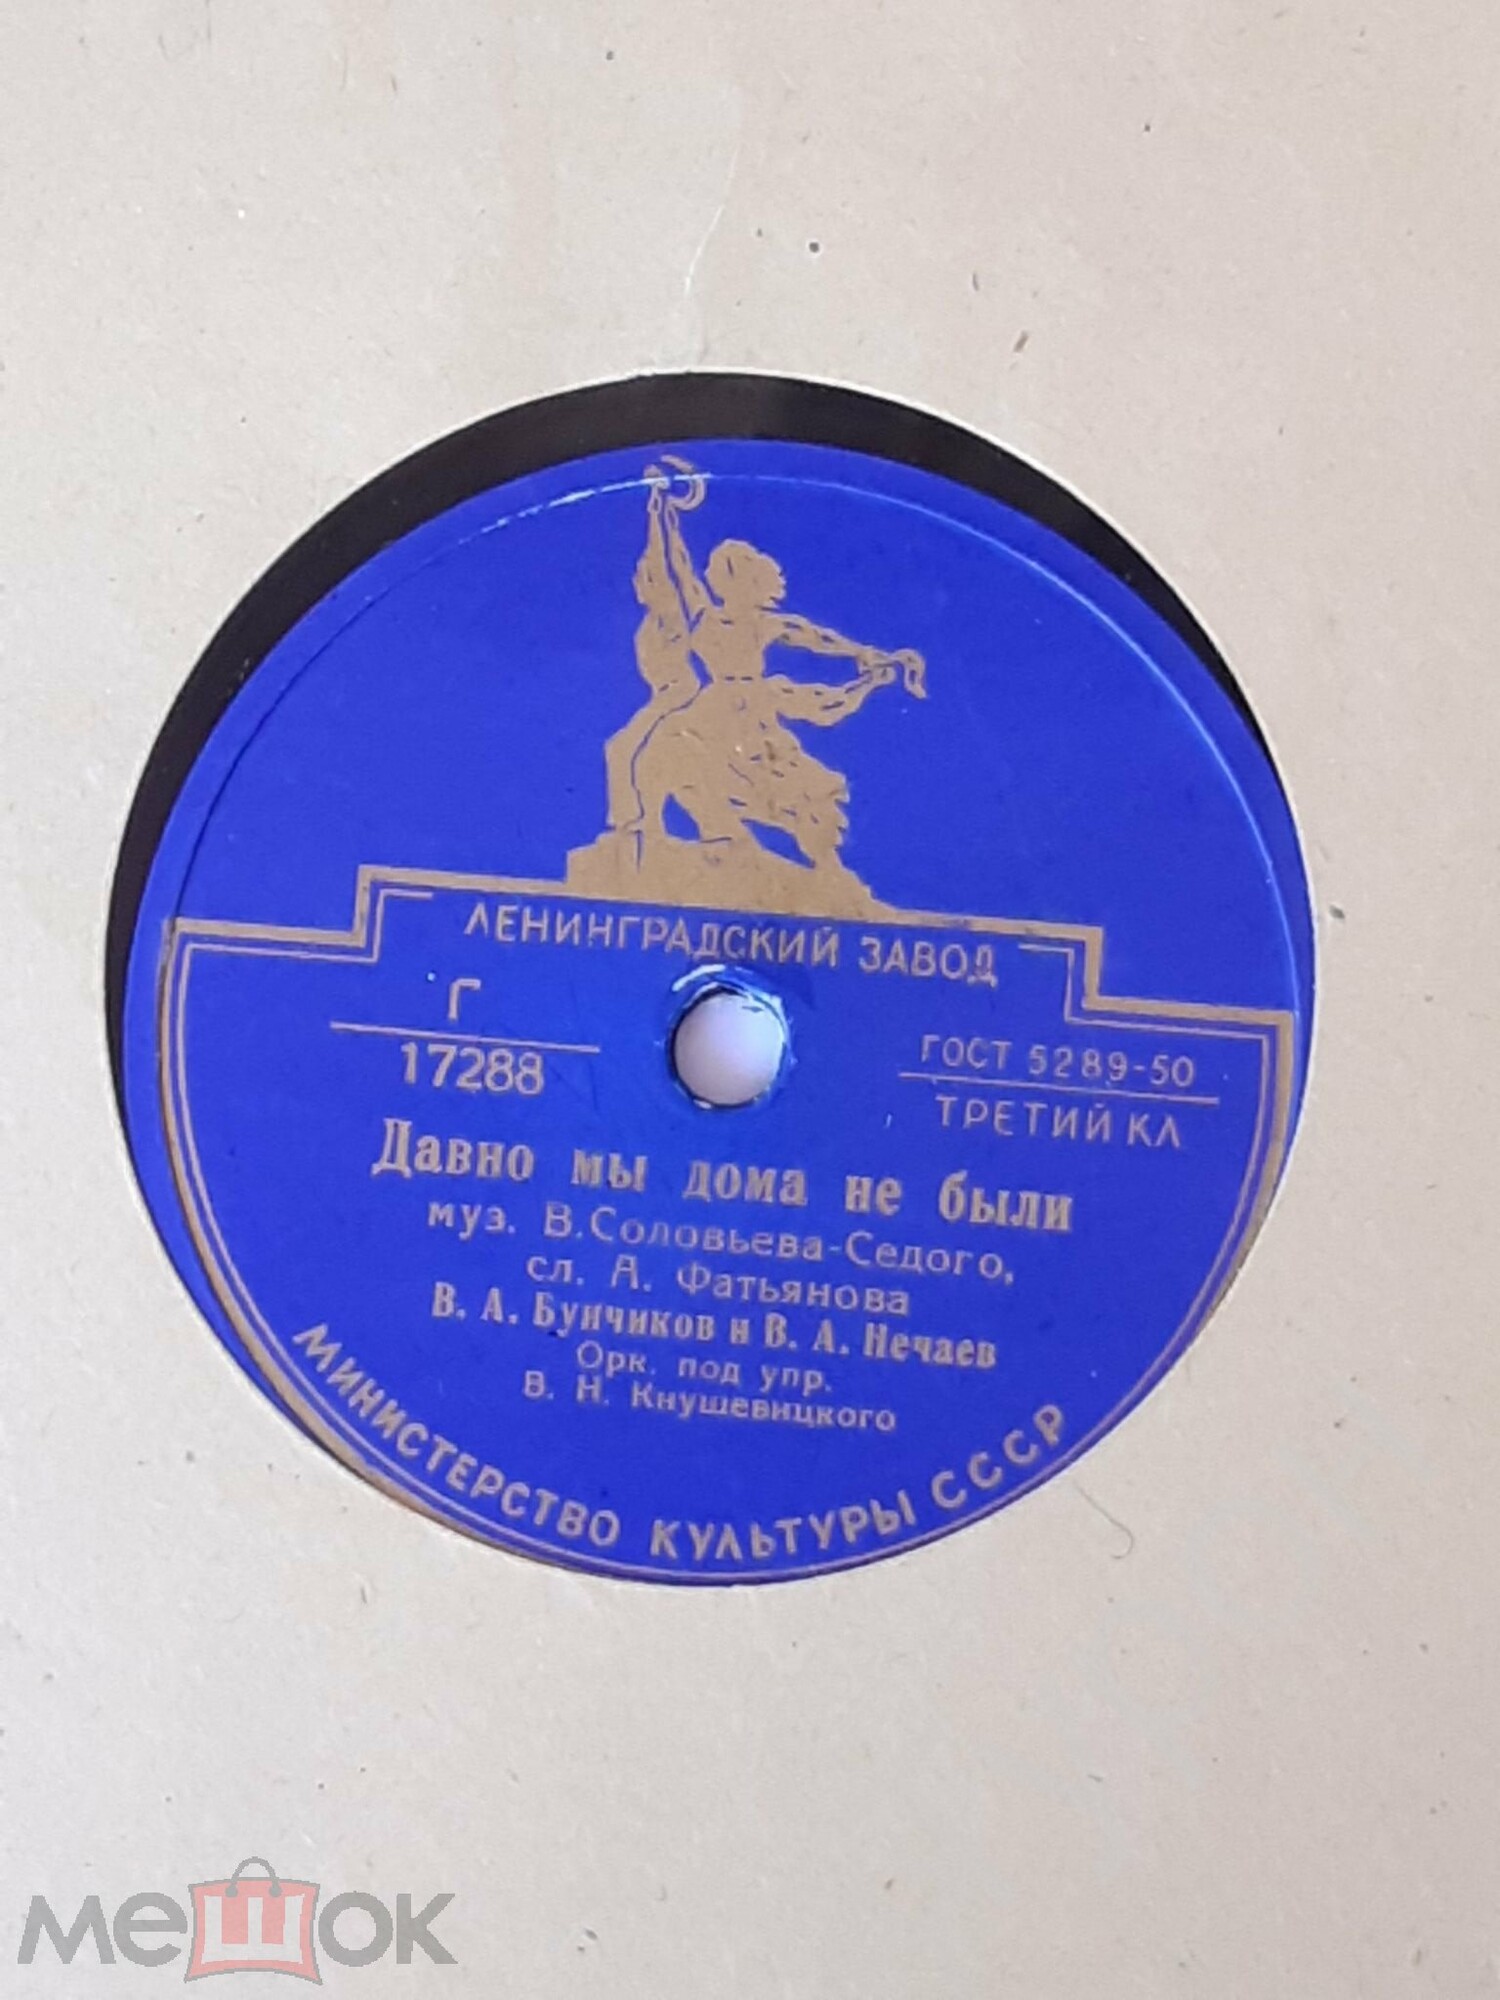 ЛЕНИНГРАДСКИЙ ЗАВОД
Г
17288
ГОСТ 5289-50
ТРЕТИЙ КЛ
Давно мы дома не были
муз. В. Соловьева-Седого,
сл. А. Фатьянова
В. А. Бунчиков и В. А. Нечаев
Орк. под упр.
В. Н. Кнушевицкого
МИНИСТЕРСТВО КУЛЬТУРЫ СССР
мешок